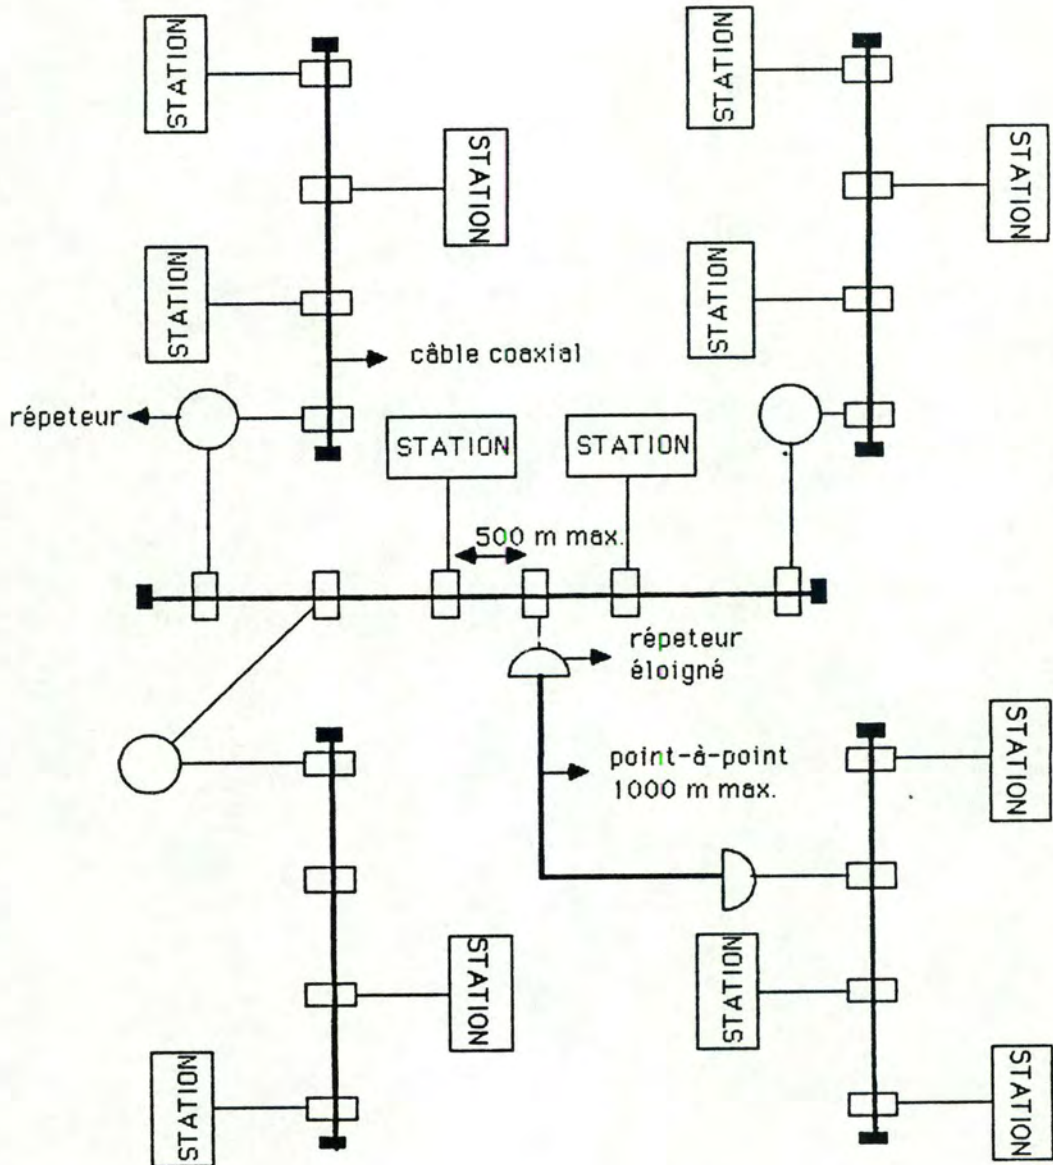 STATION
STATION
STATION
STATION
STATION
STATION
câble coaxial
répeteur
STATION
STATION
500 m max.
répeteur
éloigné
point-à-point
1000 m max.
STATION
STATION
STATION
STATION
STATION